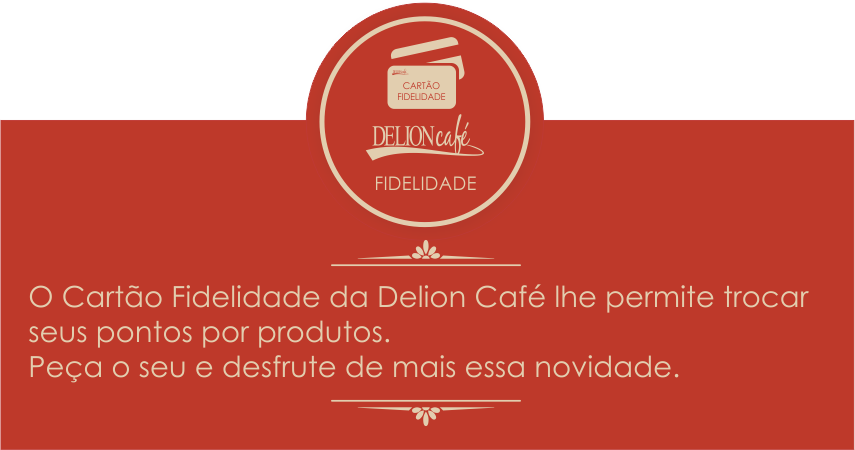 CARTÃO
FIDELIDADE
DELION café
FIDELIDADE
O Cartão Fidelidade da Delion Café lhe permite trocar
seus pontos por produtos.
Peça o seu e desfrute de mais essa novidade.